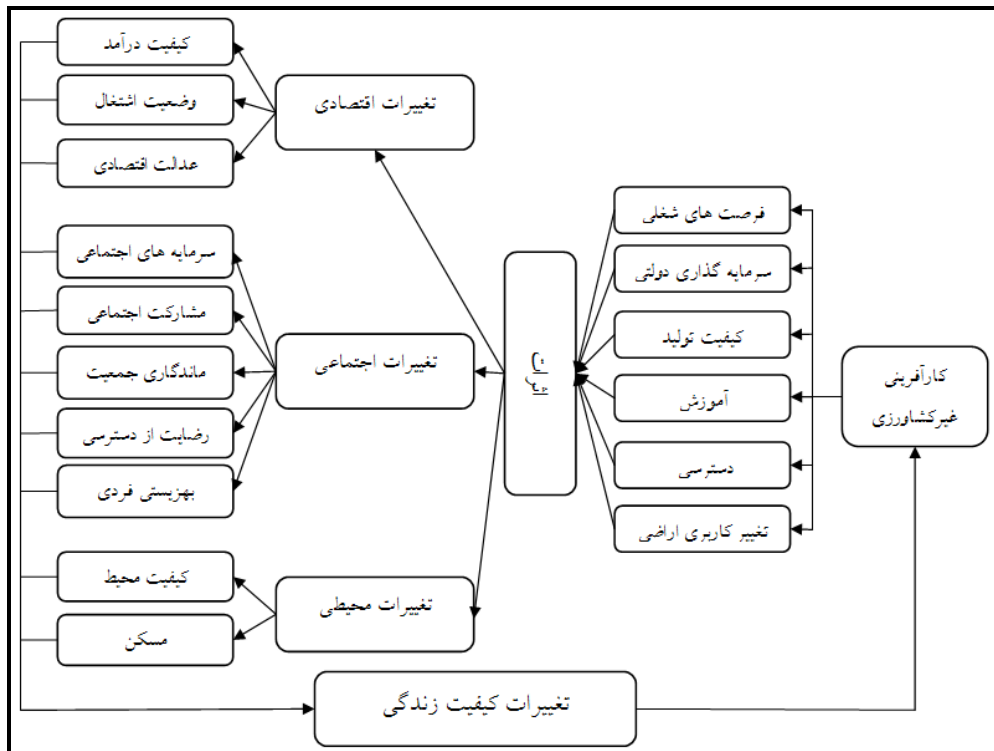 کارآفرینی
غیرکشاورزی
فرصت های شغلی
سرمایه گذاری دولتی
کیفیت تولید
آموزش
دسترسی
تغییر کاربری اراضی
اثرات
تغییرات اقتصادی
کیفیت درآمد
وضعیت اشتغال
عدالت اقتصادی
تغییرات اجتماعی
سرمایه های اجتماعی
مشارکت اجتماعی
ماندگاری جمعیت
رضایت از دسترسی
بهزیستی فردی
تغییرات محیطی
کیفیت محیط
مسکن
تغییرات کیفیت زندگی